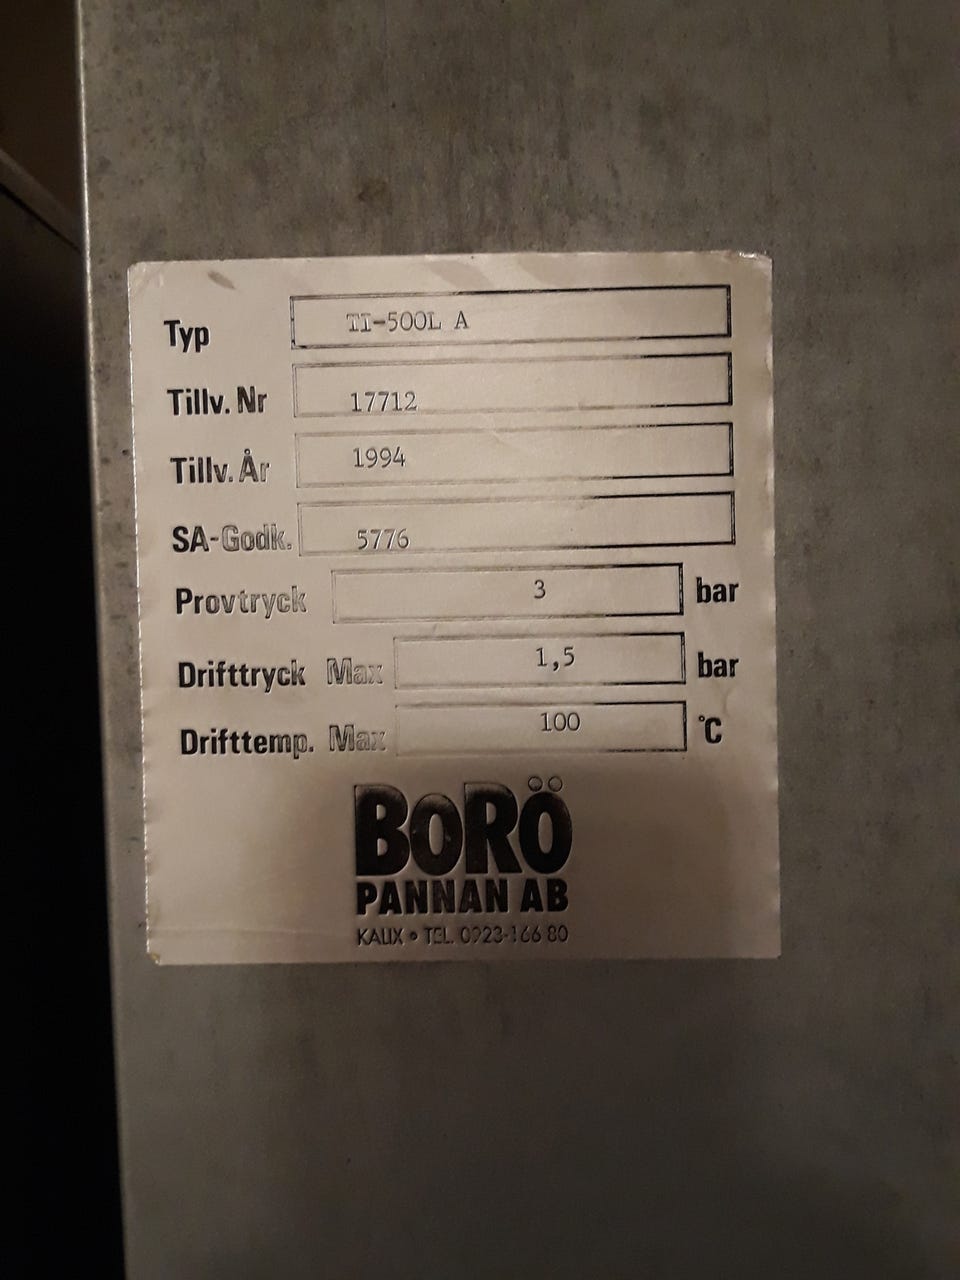 Typ TI-500L A
Tillv. Nr 17712
Tillv. År 1994
SA-Godk. 5776
Provtryck 3 bar
Drifttryck Max 1,5 bar
Drifttemp. Max 100 °C
BORÖ
PANNAN AB
KALIX • TEL. 0923-166 80